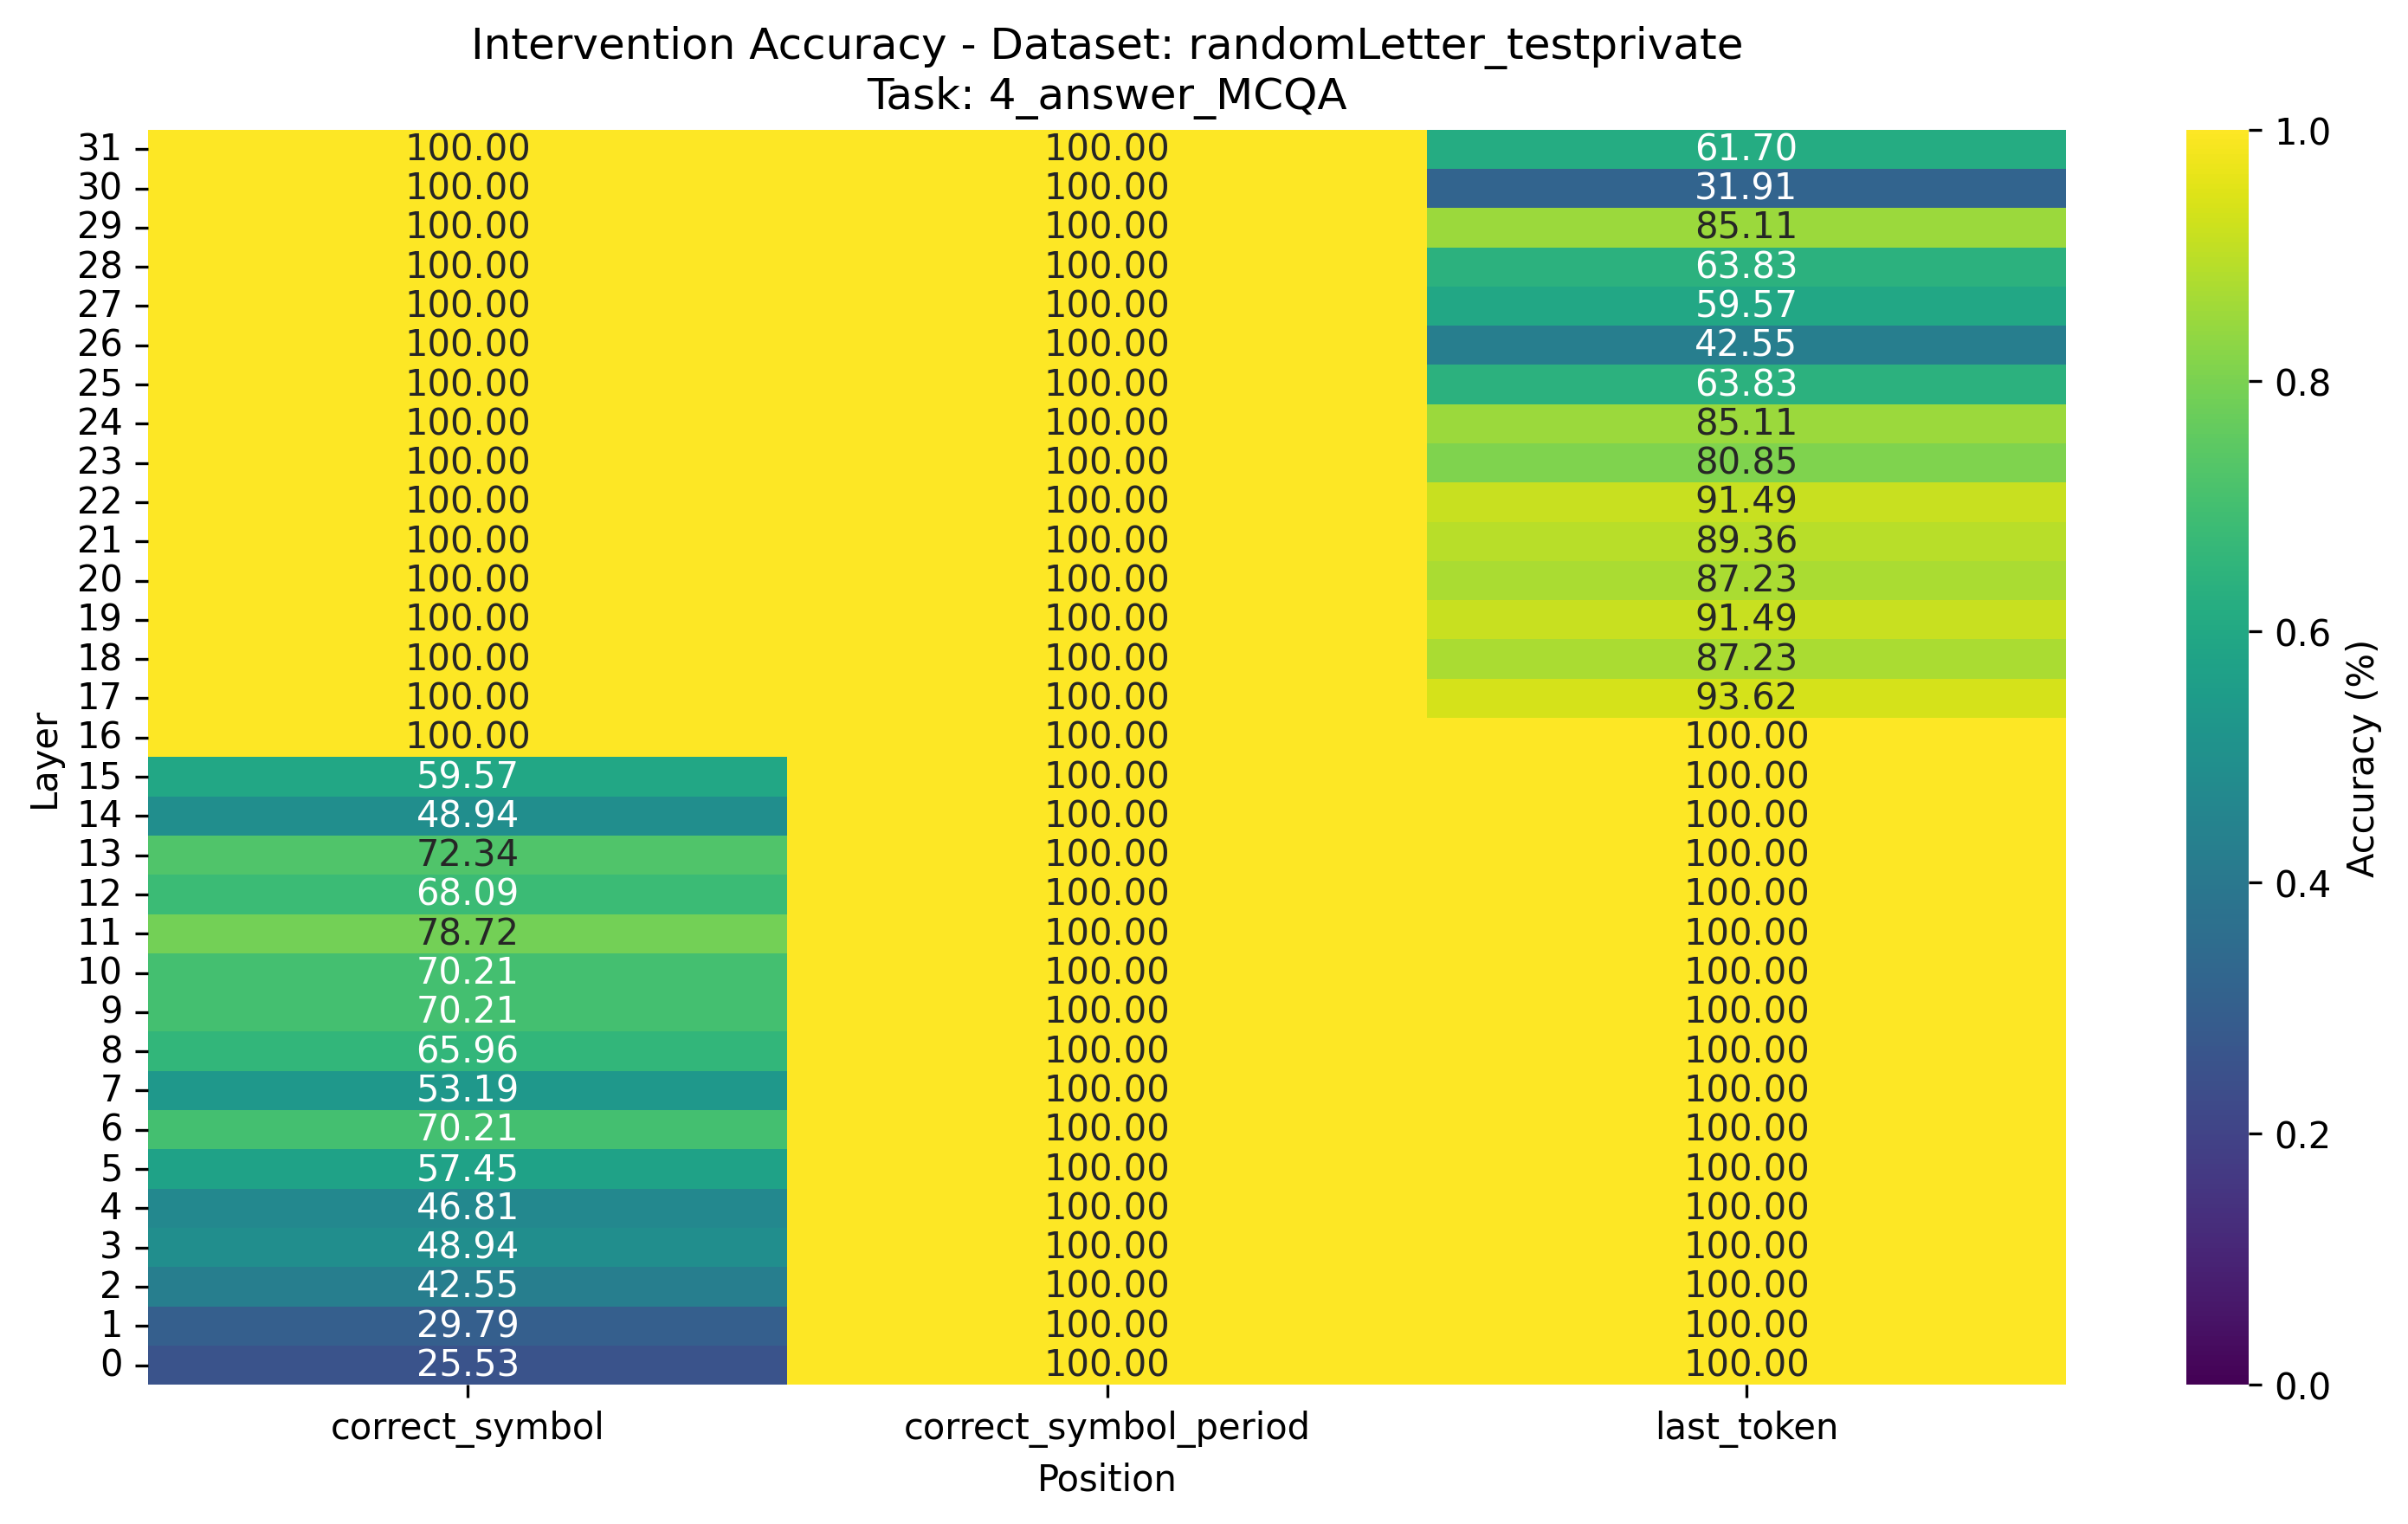 Intervention Accuracy - Dataset: randomLetter_testprivate
Task: 4_answer_MCQA
31 100.00 100.00 61.70
30 100.00 100.00 31.91
29 100.00 100.00 85.11
28 100.00 100.00 63.83
27 100.00 100.00 59.57
26 100.00 100.00 42.55
25 100.00 100.00 63.83
24 100.00 100.00 85.11
23 100.00 100.00 80.85
22 100.00 100.00 91.49
21 100.00 100.00 89.36
20 100.00 100.00 87.23
19 100.00 100.00 91.49
18 100.00 100.00 87.23
17 100.00 100.00 93.62
16 100.00 100.00 100.00
15 59.57 100.00 100.00
14 48.94 100.00 100.00
13 72.34 100.00 100.00
12 68.09 100.00 100.00
11 78.72 100.00 100.00
10 70.21 100.00 100.00
9 70.21 100.00 100.00
8 65.96 100.00 100.00
7 53.19 100.00 100.00
6 70.21 100.00 100.00
5 57.45 100.00 100.00
4 46.81 100.00 100.00
3 48.94 100.00 100.00
2 42.55 100.00 100.00
1 29.79 100.00 100.00
0 25.53 100.00 100.00
correct_symbol correct_symbol_period last_token
Position
Layer
1.0
0.8
0.6
0.4
0.2
0.0
Accuracy (%)